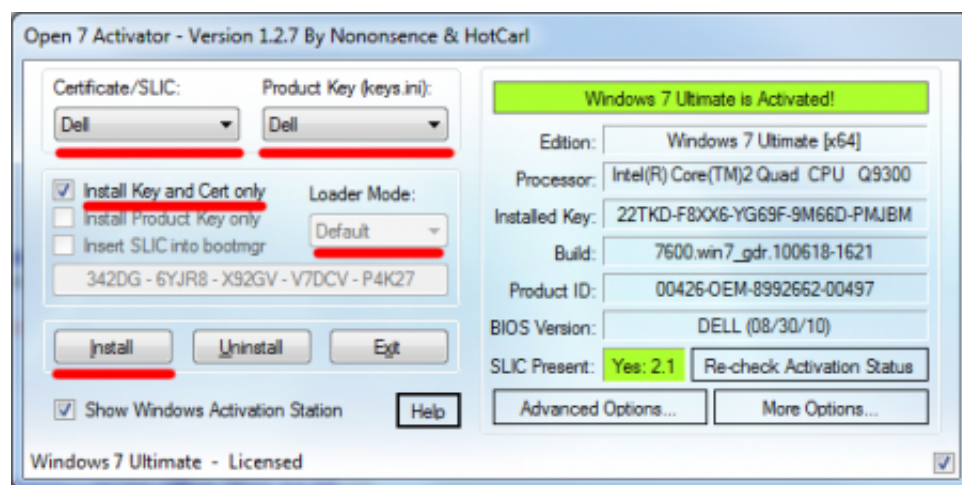 Open 7 Activator - Version 1.2.7 By Nononsence & HotCarl
Certificate/SLIC:
Product Key (keys.ini):
Dell
Dell
Install Key and Cert only
Loader Mode:
Install Product Key only
Default
Insert SLIC into bootmgr
342DG - 6YJR8 - X92GV - V7DCV - P4K27
Install
Uninstall
Exit
Show Windows Activation Station
Help
Windows 7 Ultimate is Activated!
Edition: Windows 7 Ultimate [x64]
Processor: Intel(R) Core(TM)2 Quad CPU Q9300
Installed Key: 22TKD-F8XX6-YG69F-9M66D-PMJBM
Build: 7600.win7_gdr.100618-1621
Product ID: 00426-OEM-8992662-00497
BIOS Version: DELL (08/30/10)
SLIC Present: Yes: 2.1 Re-check Activation Status
Advanced Options... More Options...
Windows 7 Ultimate - Licensed